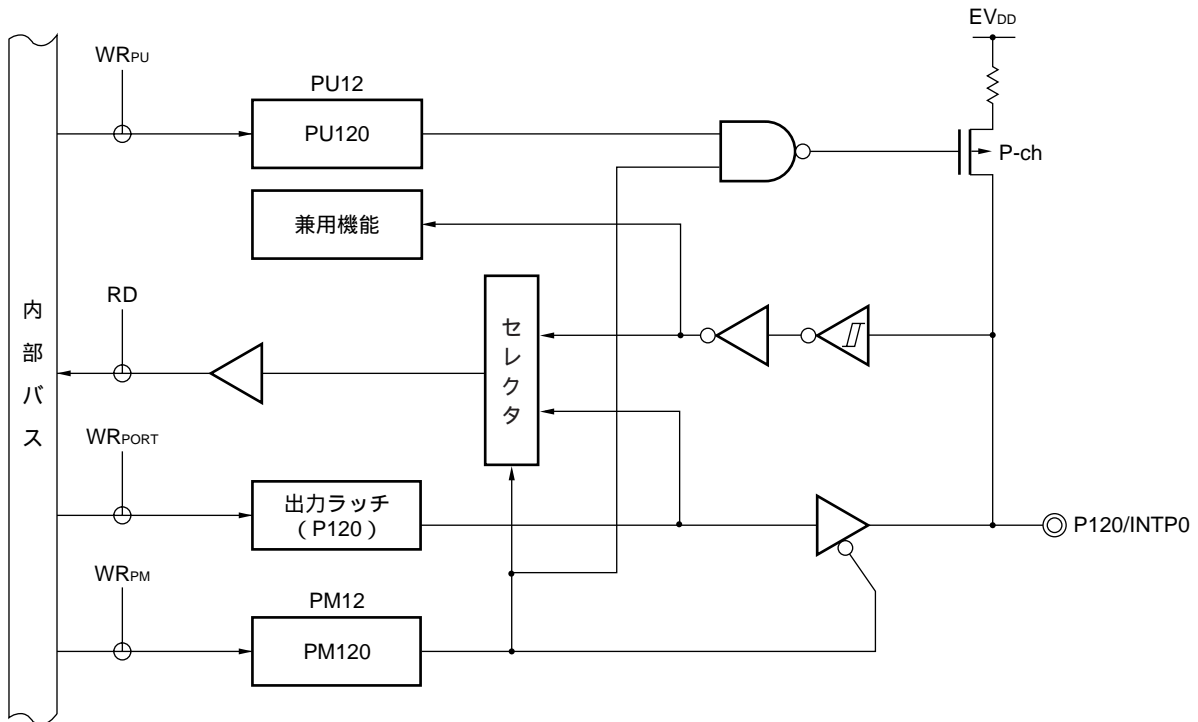 EVDD
WRPU
PU12
PU120
P-ch
兼用機能
RD
内部バス
セレクタ
WRPORT
出力ラッチ
（P120）
P120/INTP0
WRPM
PM12
PM120